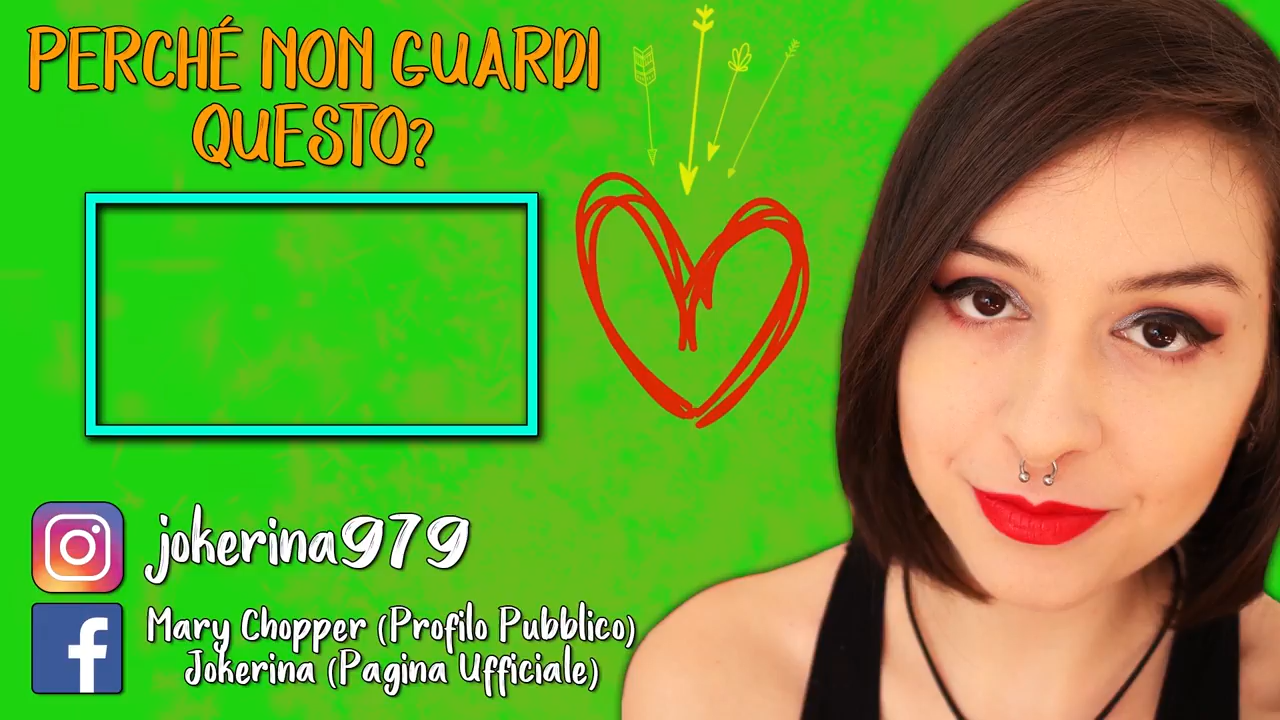 PERCHÉ NON GUARDI
QUESTO?
jokerina979
Mary Chopper (Profilo Pubblico)
Jokerina (Pagina Ufficiale)